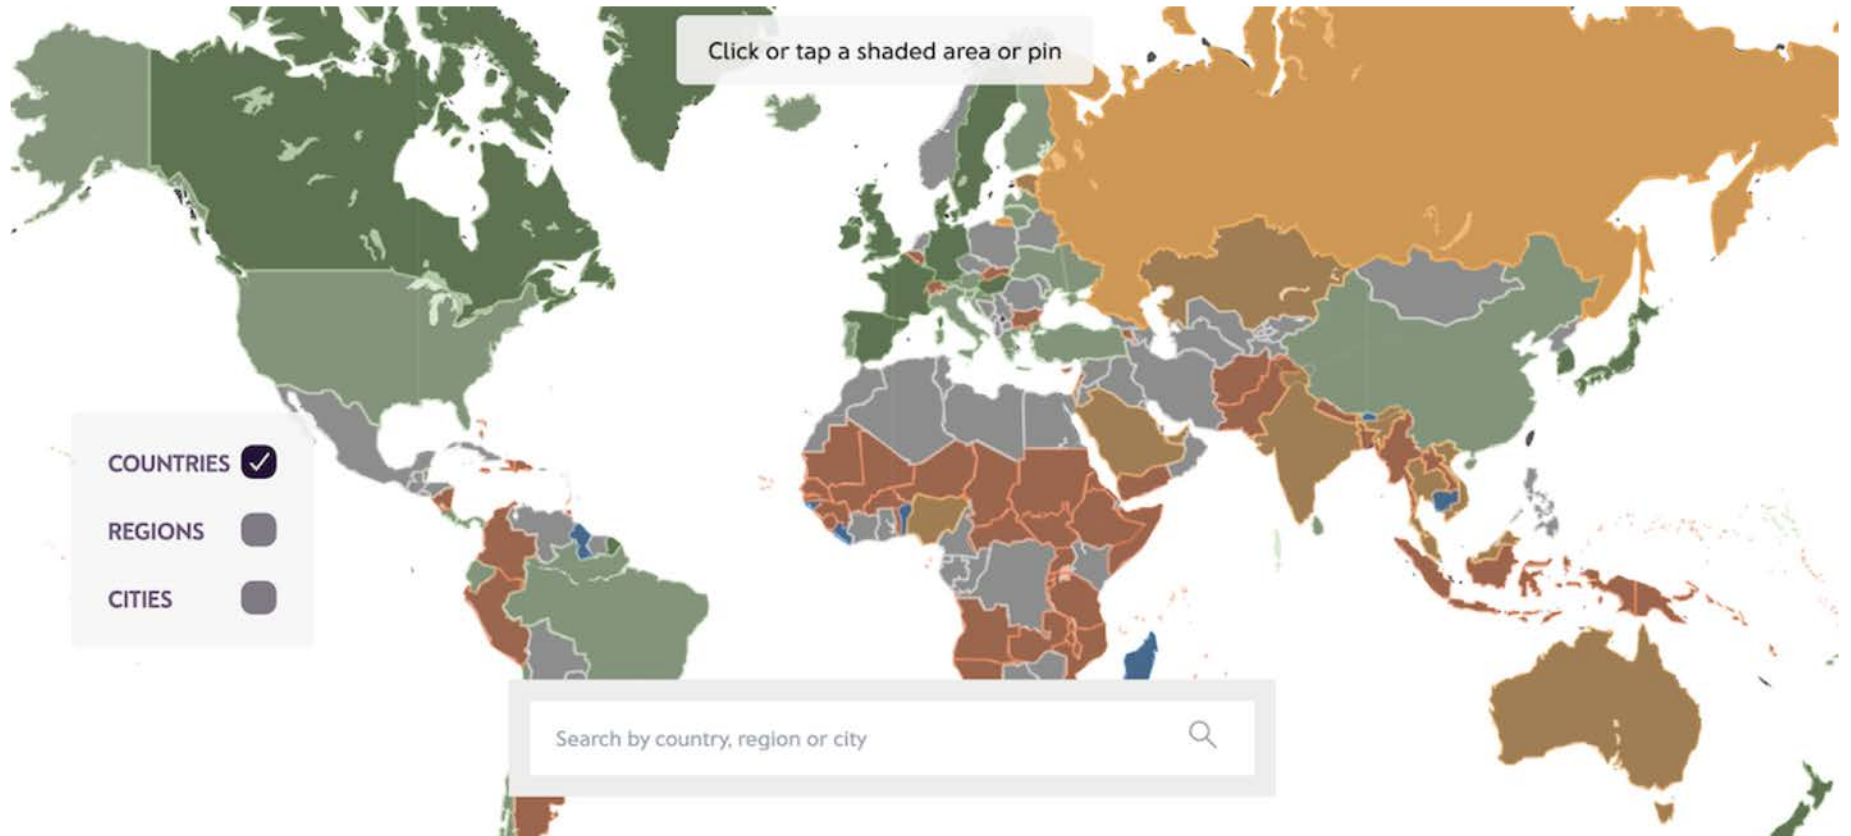 Click or tap a shaded area or pin
COUNTRIES
REGIONS
CITIES
Search by country, region or city